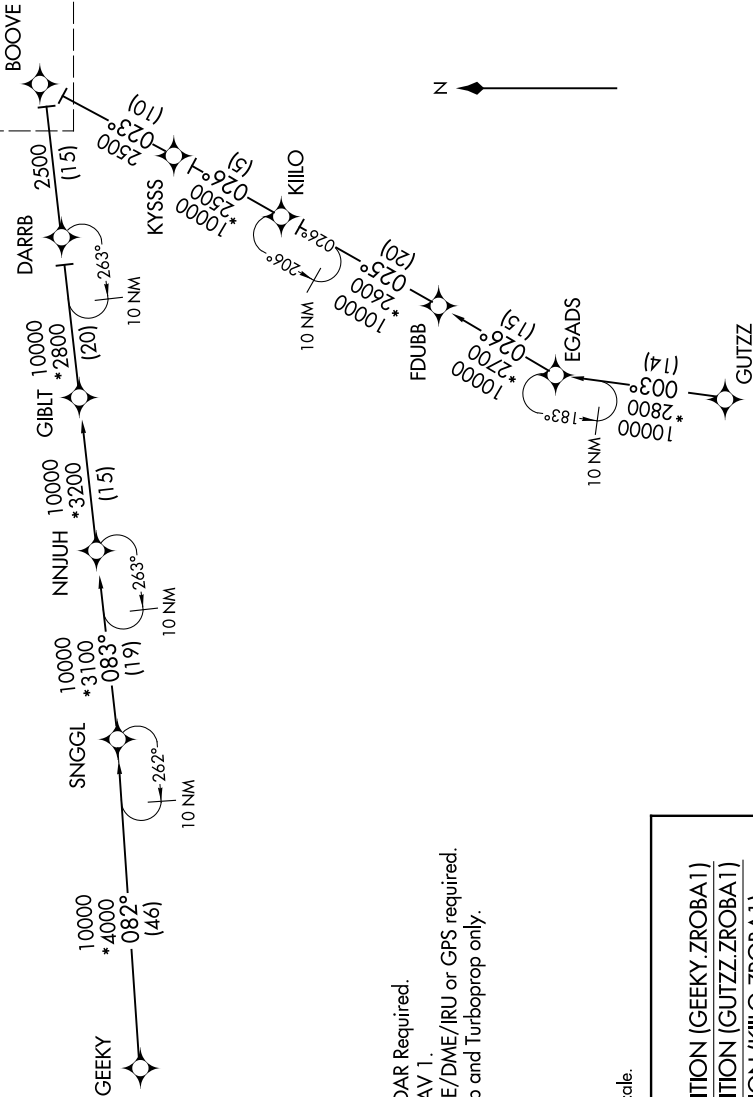 BOOVE
2500
(15)
DARRB
263°
10 NM
10000
*2800
(20)
GIBLT
10000
*3200
(15)
NNJUH
263°
10 NM
10000
*3100
083°
(19)
SNGGL
262°
10 NM
10000
*4000
082°
(46)
GEEKY
(10)
023°
2500
KYSSS
(5)
026°
*2500
10000
KIILO
026°
206°
10 NM
(20)
025°
*2600
10000
FDUBB
(15)
026°
*2700
10000
EGADS
183°
10 NM
(14)
003°
*2800
10000
GUTZZ
N
DAR Required.
AV 1.
E/DME/IRU or GPS required.
and Turboprop only.
ale.
ITION (GEEKY.ZROBA1)
ITION (GUTZZ.ZROBA1)
ION (KIILO.ZROBA1)